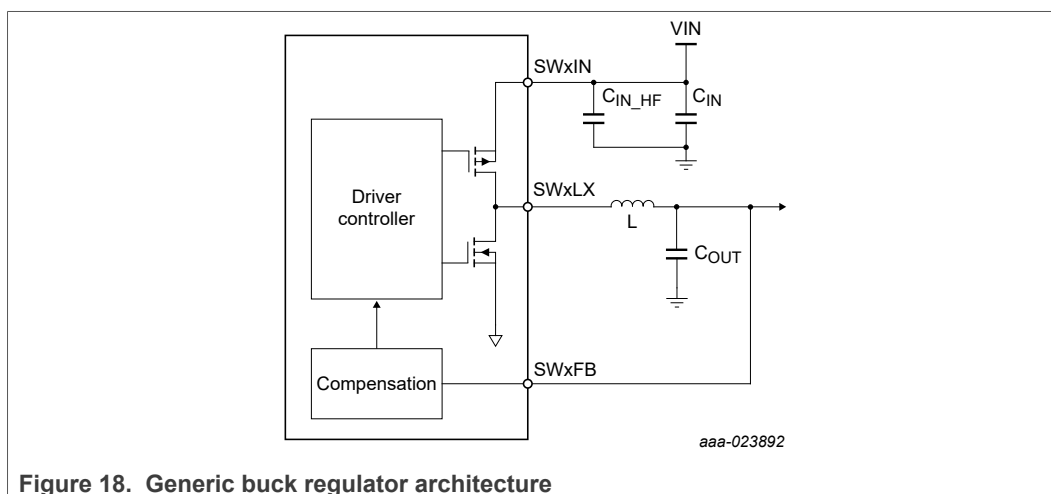 VIN
SWxIN
C_IN_HF
C_IN
Driver
controller
SWxLX
L
C_OUT
Compensation
SWxFB
aaa-023892
Figure 18. Generic buck regulator architecture